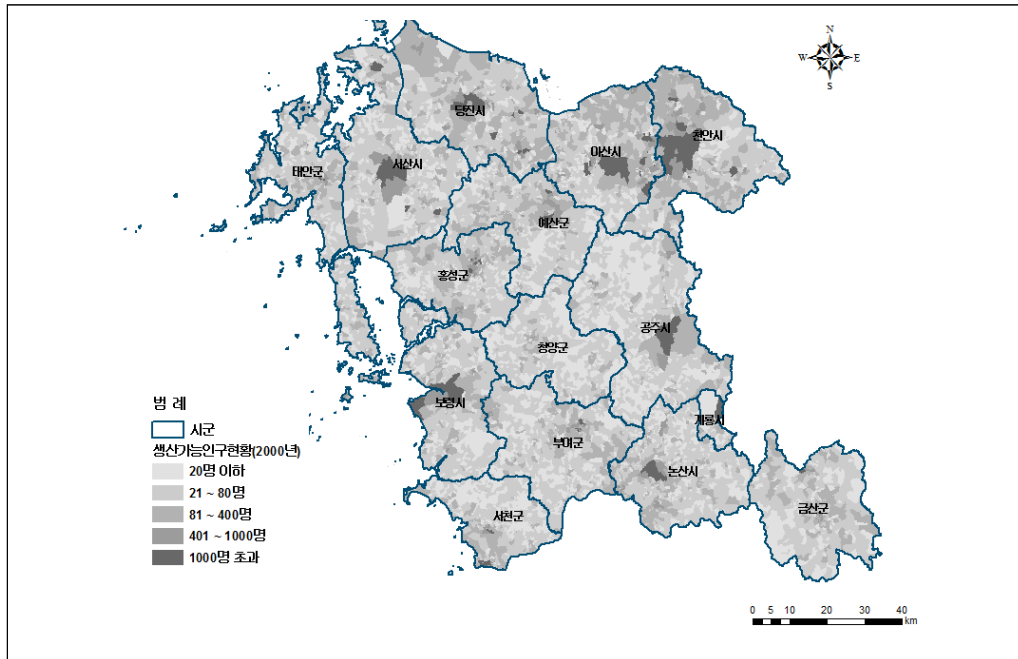 N
W E
S
당진시
천안시
아산시
서산시
태안군
예산군
홍성군
공주시
청양군
보령시
계룡시
부여군
논산시
서천군
금산군
범 례
시군
생산가능인구현황(2000년)
20명 이하
21 ~ 80명
81 ~ 400명
401 ~ 1000명
1000명 초과
0 5 10 20 30 40
km